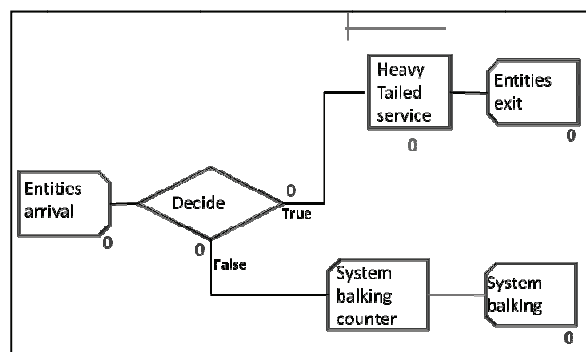 Heavy
Tailed
service
0
Entities
exit
0
Entities
arrival
0
Decide
0
True
0
False
System
balking
counter
System
balking
0